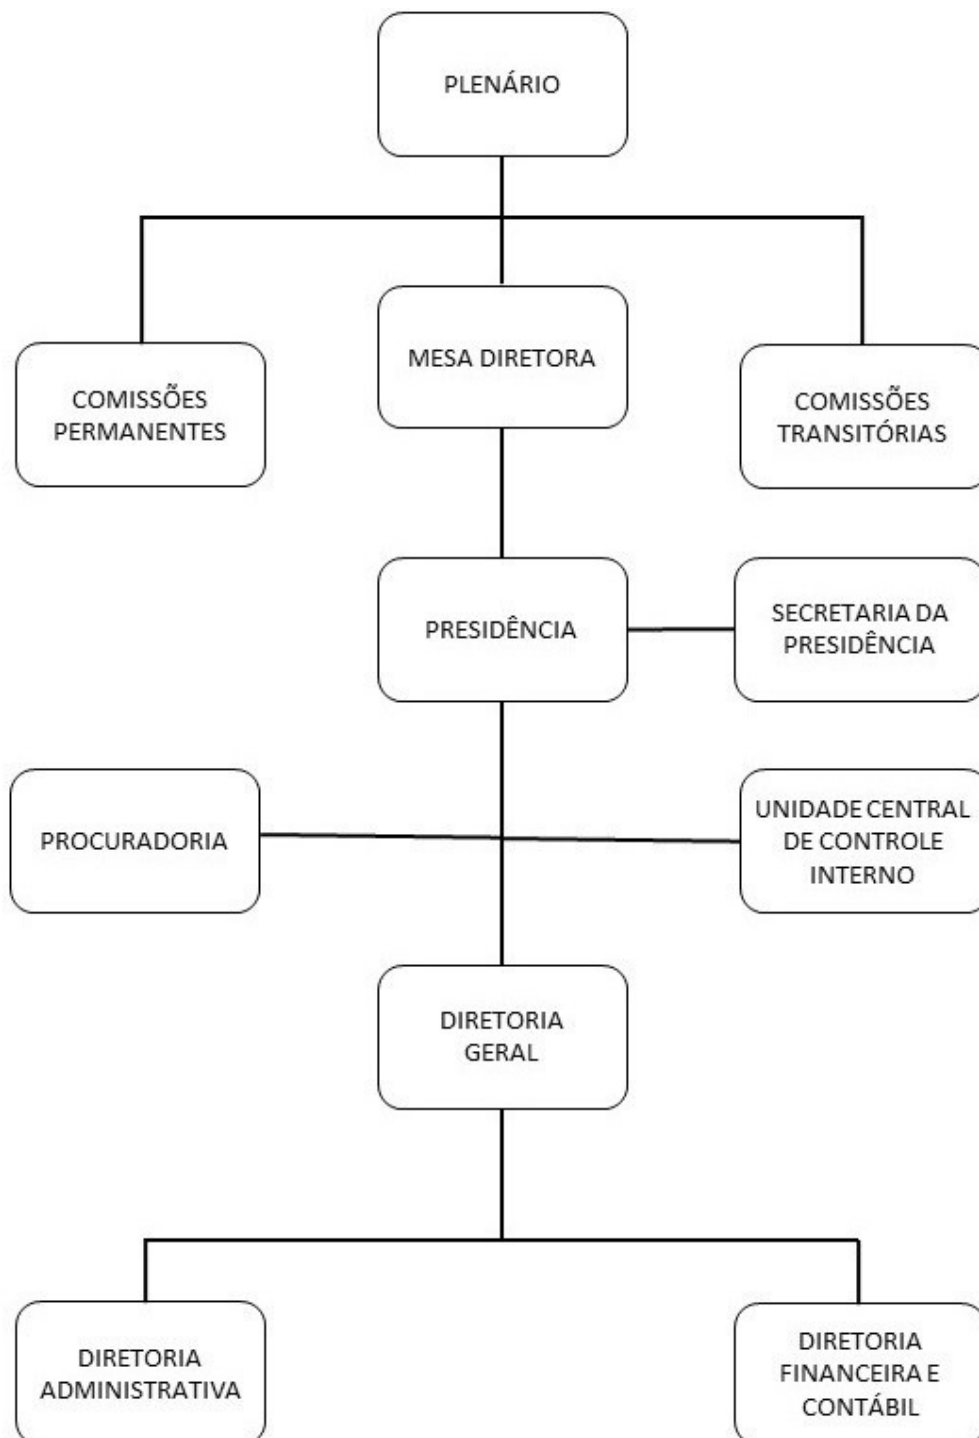 PLENÁRIO
MESA DIRETORA
COMISSÕES
PERMANENTES
COMISSÕES
TRANSITÓRIAS
PRESIDÊNCIA
SECRETARIA DA
PRESIDÊNCIA
PROCURADORIA
UNIDADE CENTRAL
DE CONTROLE
INTERNO
DIRETORIA
GERAL
DIRETORIA
ADMINISTRATIVA
DIRETORIA
FINANCEIRA E
CONTÁBIL